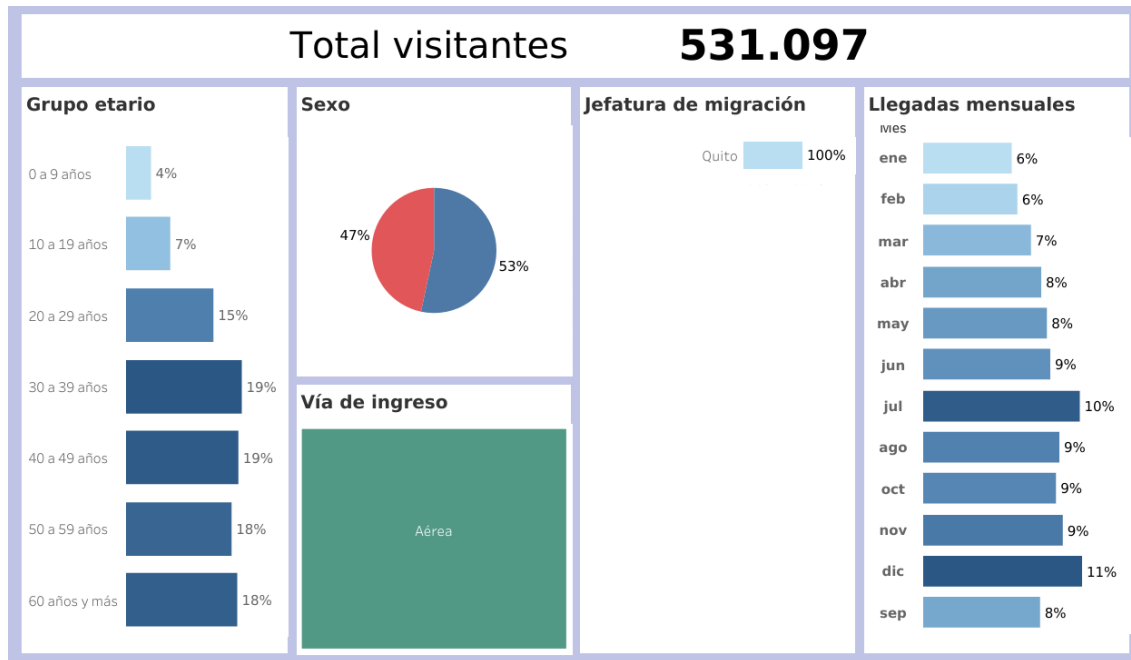 Total visitantes 531.097
Grupo etario
0 a 9 años 4%
10 a 19 años 7%
20 a 29 años 15%
30 a 39 años 19%
40 a 49 años 19%
50 a 59 años 18%
60 años y más 18%
Sexo
47%
53%
Vía de ingreso
Aérea
Jefatura de migración
Quito 100%
Llegadas mensuales
Mes
ene 6%
feb 6%
mar 7%
abr 8%
may 8%
jun 9%
jul 10%
ago 9%
oct 9%
nov 9%
dic 11%
sep 8%